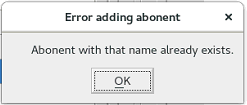 Error adding abonent
Abonent with that name already exists.
OK